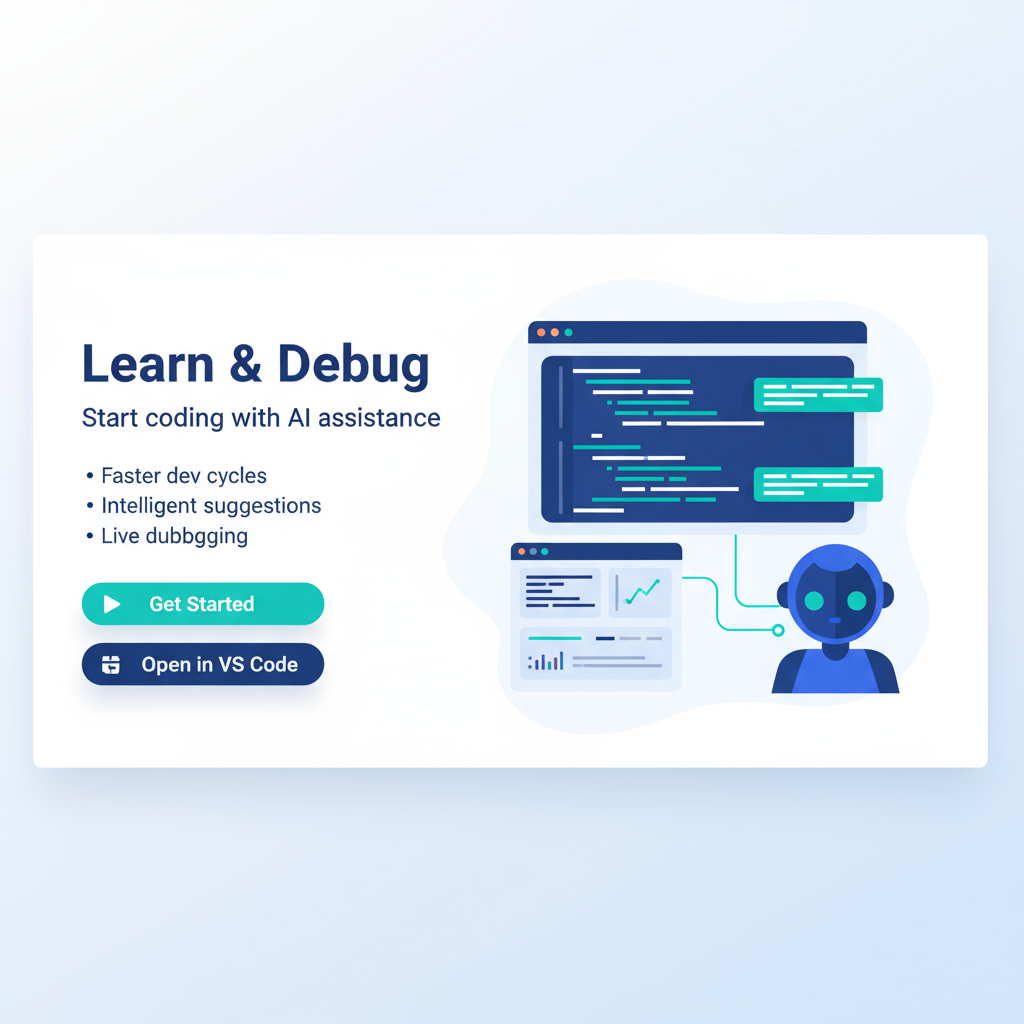 Learn & Debug
Start coding with AI assistance
• Faster dev cycles
• Intelligent suggestions
• Live dubbgging
Get Started
Open in VS Code